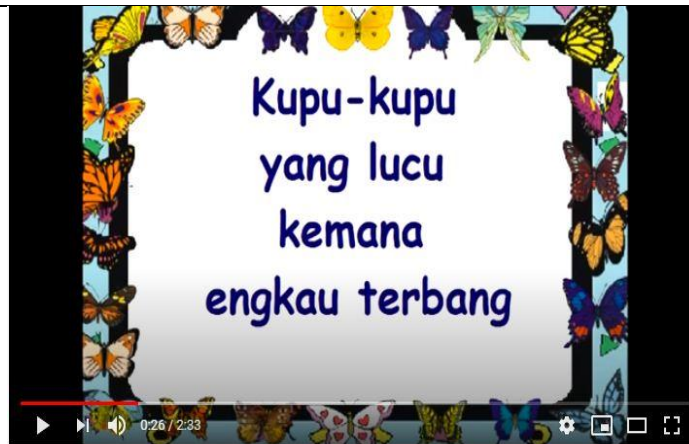 Kupu-kupu
yang lucu
kemana
engkau terbang
0:26 / 2:33